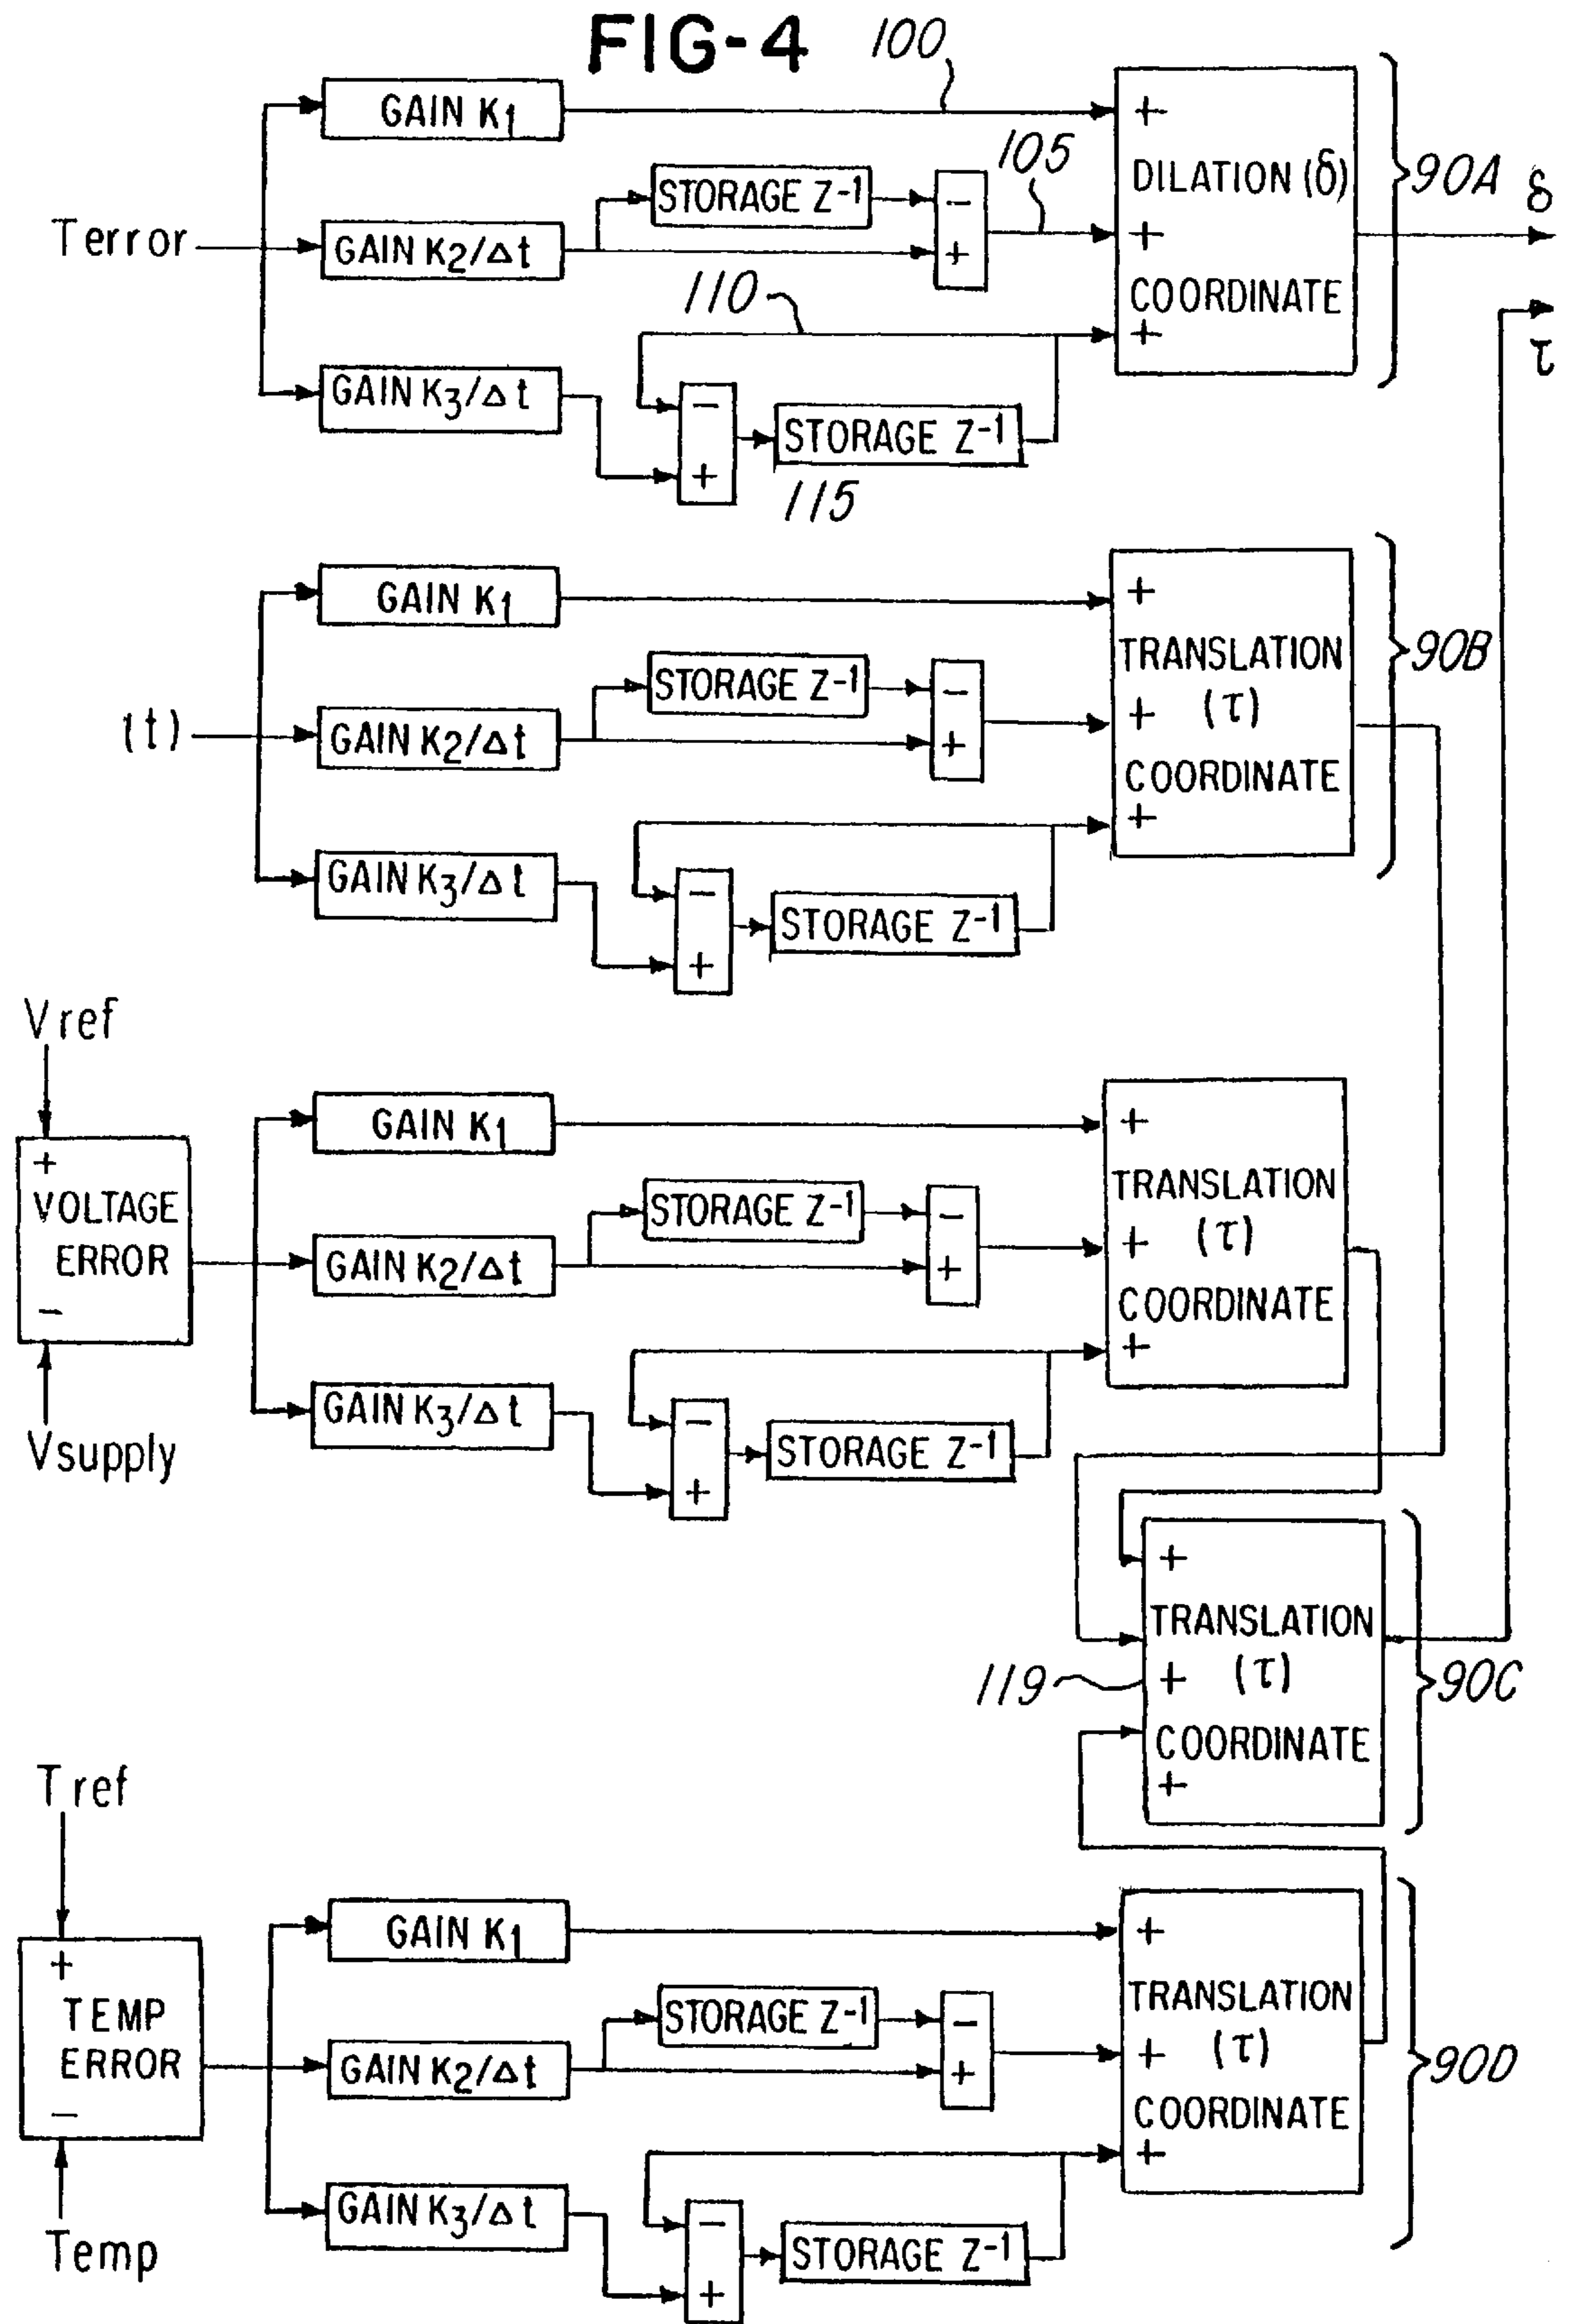 FIG-4
100
GAIN K1
+
DILATION (δ)
+
COORDINATE
+
90A
δ
τ
105
STORAGE Z-1
-
+
Terror
GAIN K2/Δt
110
GAIN K3/Δt
-
+
STORAGE Z-1
115
GAIN K1
+
TRANSLATION
+ (τ)
COORDINATE
+
90B
STORAGE Z-1
-
+
(t)
GAIN K2/Δt
GAIN K3/Δt
-
+
STORAGE Z-1
Vref
+
VOLTAGE
ERROR
-
Vsupply
GAIN K1
+
TRANSLATION
+ (τ)
COORDINATE
+
STORAGE Z-1
-
+
GAIN K2/Δt
GAIN K3/Δt
-
+
STORAGE Z-1
+
TRANSLATION
119
+ (τ)
COORDINATE
+
90C
Tref
+
TEMP
ERROR
-
Temp
GAIN K1
+
TRANSLATION
+ (τ)
COORDINATE
+
90D
STORAGE Z-1
-
+
GAIN K2/Δt
GAIN K3/Δt
-
+
STORAGE Z-1